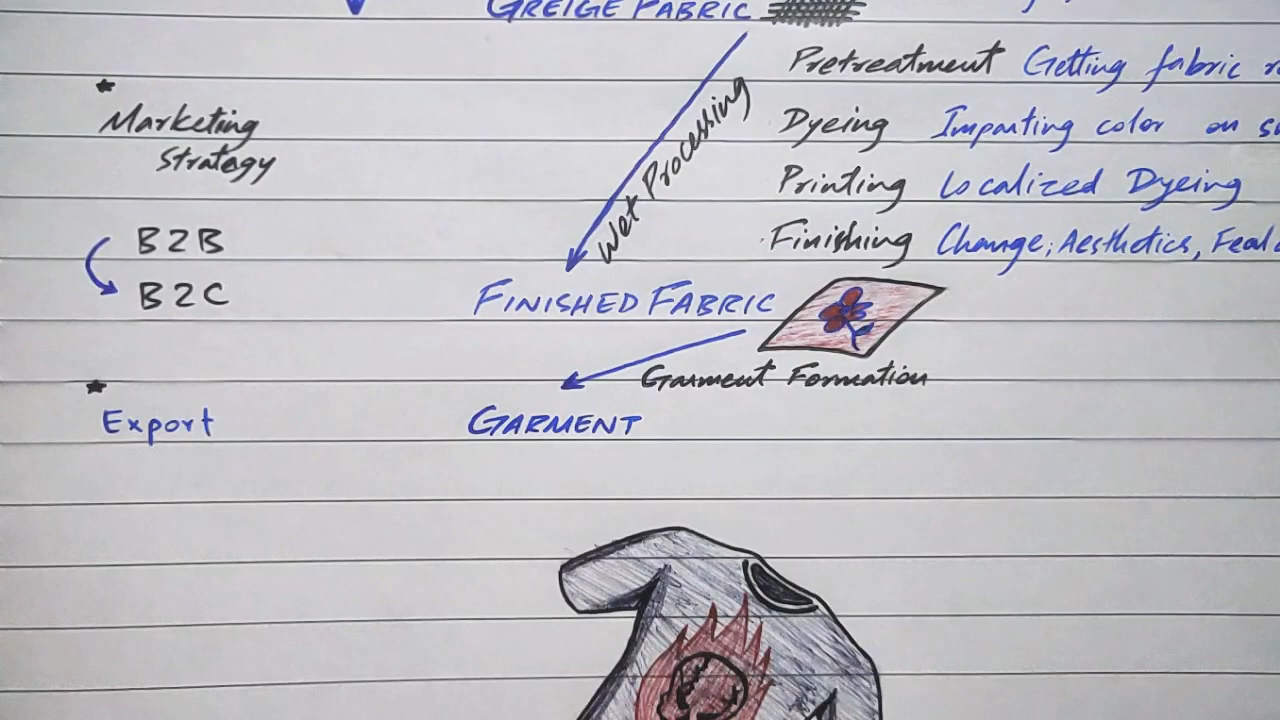 GREIGE FABRIC
Wet Processing
Pretreatment Getting fabric
Dyeing Imparting color on
Printing Localized Dyeing
Finishing Change; Aesthetics, Feal
FINISHED FABRIC
Garment Formation
GARMENT
* Marketing
Strategy
B2B
B2C
* Export